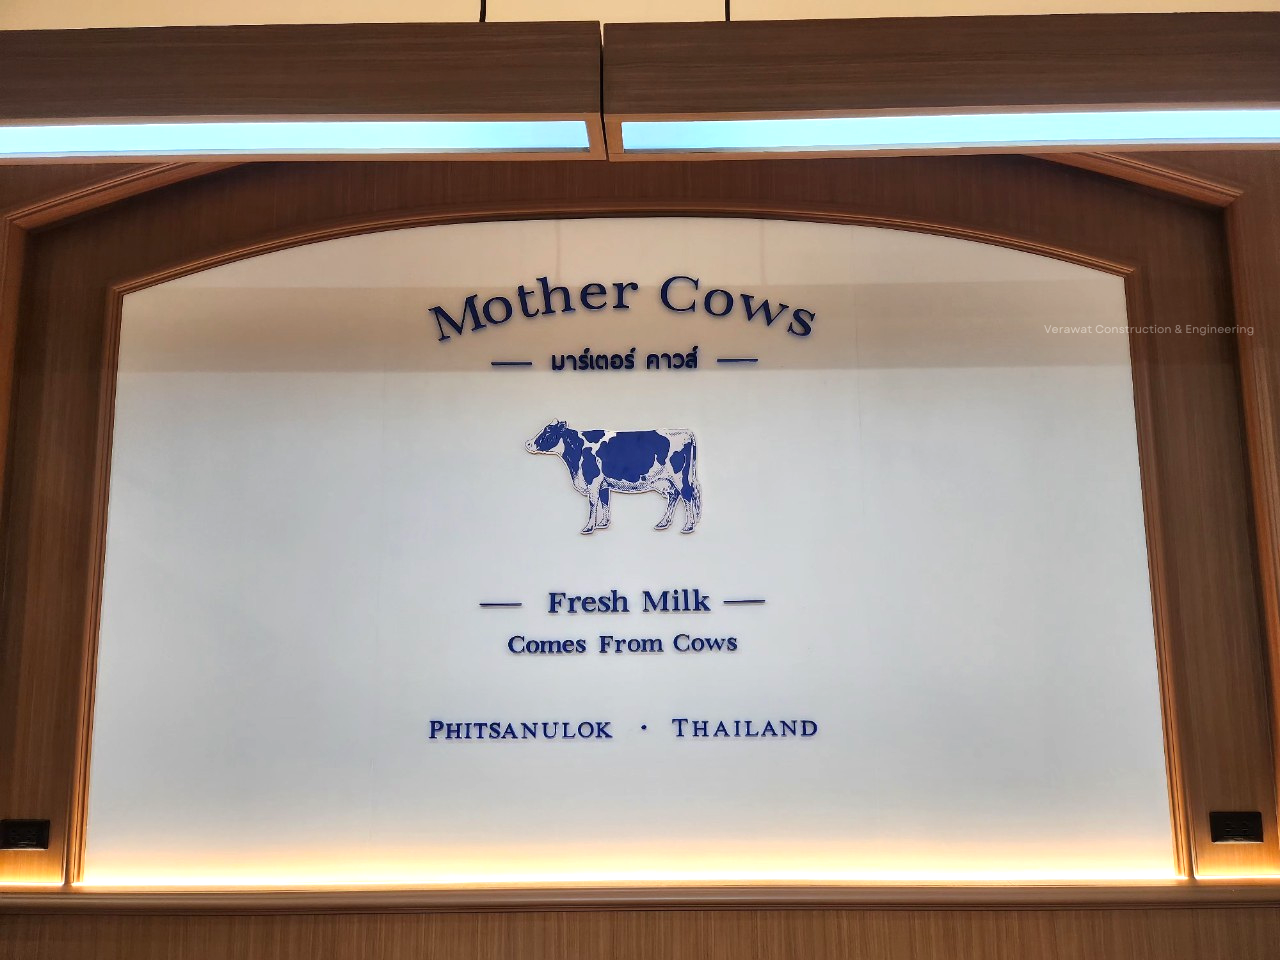 Mother Cows
มาร์เตอร์ คาวส์
Verawat Construction & Engineering
Fresh Milk
Comes From Cows
PHITSANULOK · THAILAND